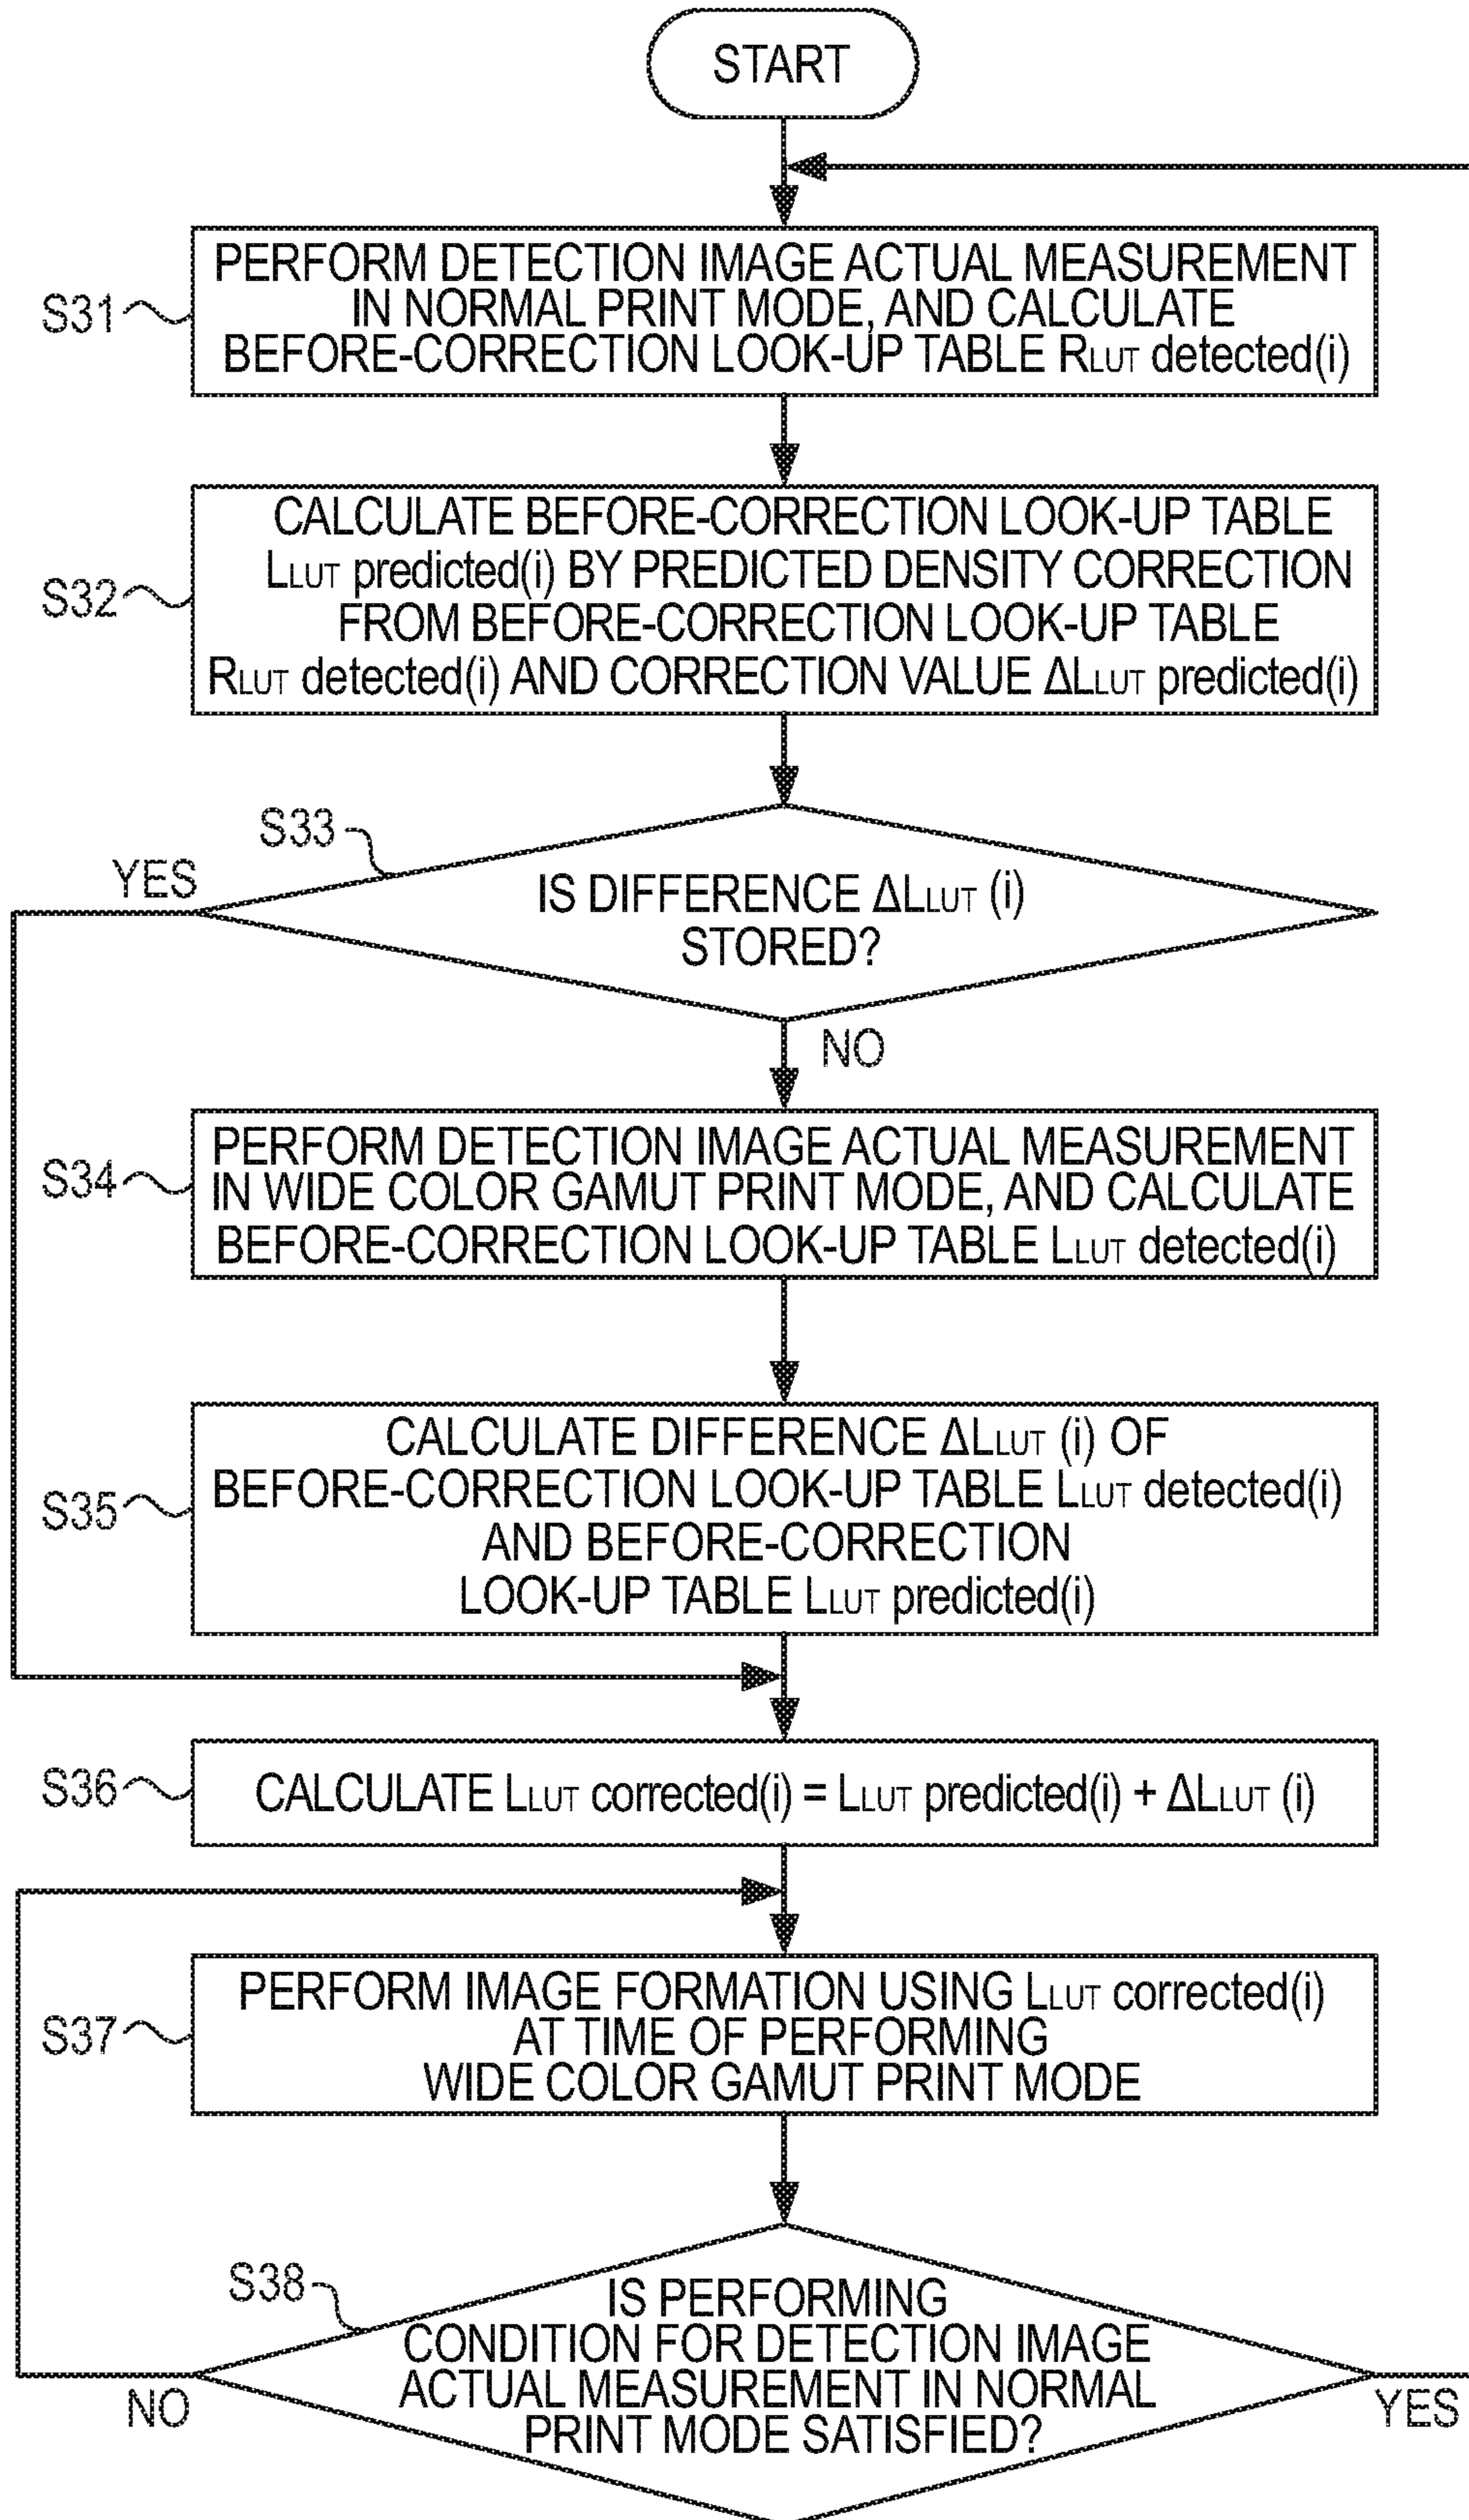 START
S31
PERFORM DETECTION IMAGE ACTUAL MEASUREMENT
IN NORMAL PRINT MODE, AND CALCULATE
BEFORE-CORRECTION LOOK-UP TABLE RLUT detected(i)
S32
CALCULATE BEFORE-CORRECTION LOOK-UP TABLE
LLUT predicted(i) BY PREDICTED DENSITY CORRECTION
FROM BEFORE-CORRECTION LOOK-UP TABLE
RLUT detected(i) AND CORRECTION VALUE ΔLLUT predicted(i)
S33
YES
IS DIFFERENCE ΔLLUT (i)
STORED?
NO
S34
PERFORM DETECTION IMAGE ACTUAL MEASUREMENT
IN WIDE COLOR GAMUT PRINT MODE, AND CALCULATE
BEFORE-CORRECTION LOOK-UP TABLE LLUT detected(i)
S35
CALCULATE DIFFERENCE ΔLLUT (i) OF
BEFORE-CORRECTION LOOK-UP TABLE LLUT detected(i)
AND BEFORE-CORRECTION
LOOK-UP TABLE LLUT predicted(i)
S36
CALCULATE LLUT corrected(i) = LLUT predicted(i) + ΔLLUT (i)
S37
PERFORM IMAGE FORMATION USING LLUT corrected(i)
AT TIME OF PERFORMING
WIDE COLOR GAMUT PRINT MODE
S38
IS PERFORMING
CONDITION FOR DETECTION IMAGE
ACTUAL MEASUREMENT IN NORMAL
PRINT MODE SATISFIED?
NO
YES